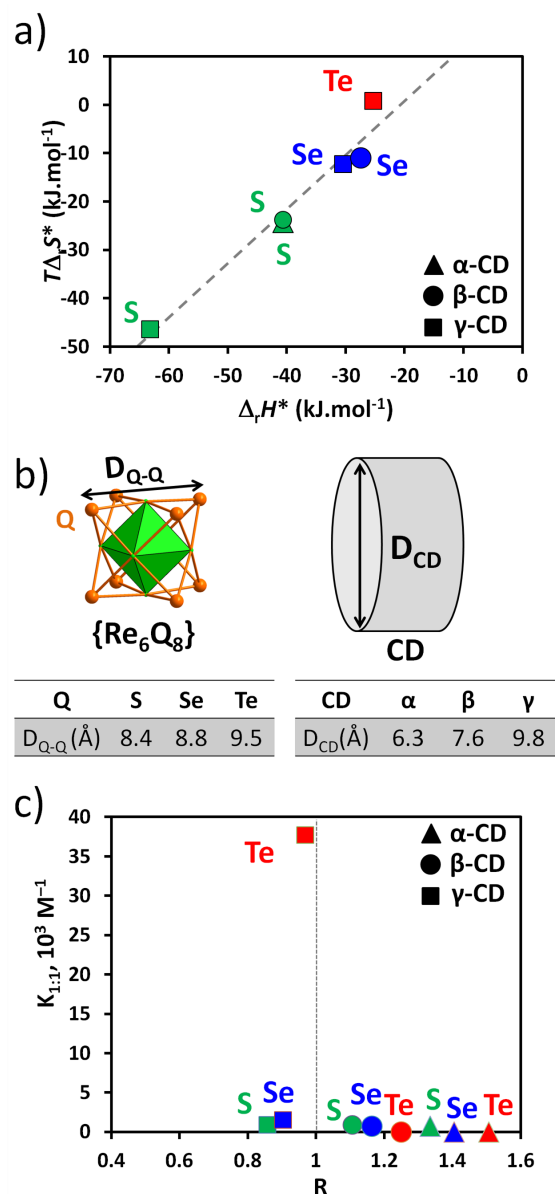 a)
TΔᵣS* (kJ.mol⁻¹)
10
0
-10
-20
-30
-40
-50
Te
Se
Se
S
S
S
α-CD
β-CD
γ-CD
-70 -60 -50 -40 -30 -20 -10 0
ΔᵣH* (kJ.mol⁻¹)
b)
D_Q-Q
Q
{Re₆Q₈}
D_CD
CD
Q S Se Te
D_Q-Q(Å) 8.4 8.8 9.5
CD α β γ
D_CD(Å) 6.3 7.6 9.8
c)
K₁:₁, 10³ M⁻¹
40
35
30
25
20
15
10
5
0
Te
α-CD
β-CD
γ-CD
S Se S Se Te S Se Te
0.4 0.6 0.8 1 1.2 1.4 1.6
R